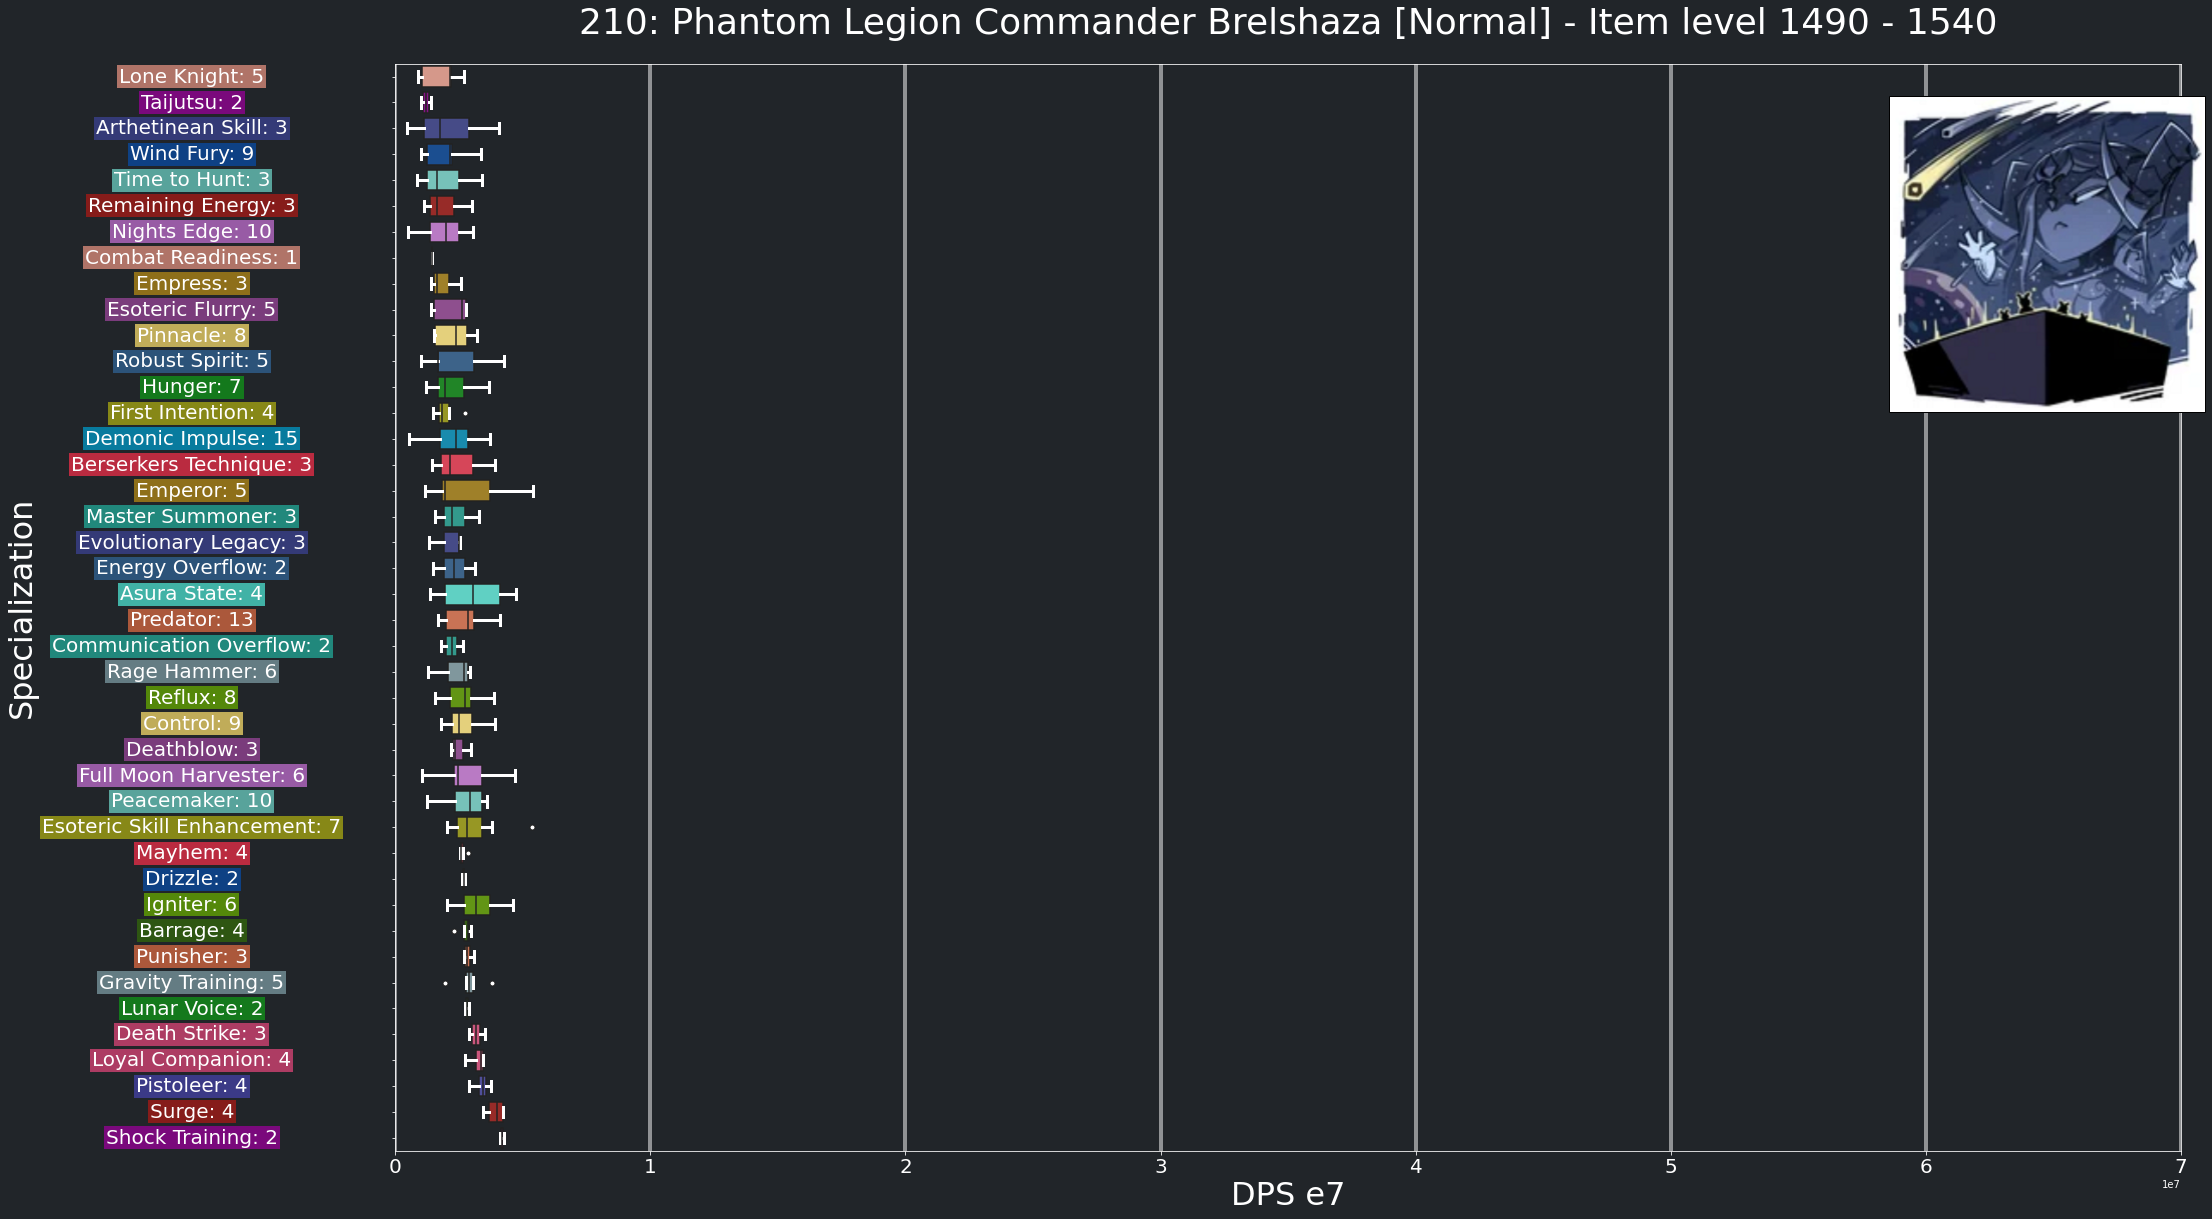 210: Phantom Legion Commander Brelshaza [Normal] - Item level 1490 - 1540
Specialization
Lone Knight: 5
Taijutsu: 2
Arthetinean Skill: 3
Wind Fury: 9
Time to Hunt: 3
Remaining Energy: 3
Nights Edge: 10
Combat Readiness: 1
Empress: 3
Esoteric Flurry: 5
Pinnacle: 8
Robust Spirit: 5
Hunger: 7
First Intention: 4
Demonic Impulse: 15
Berserkers Technique: 3
Emperor: 5
Master Summoner: 3
Evolutionary Legacy: 3
Energy Overflow: 2
Asura State: 4
Predator: 13
Communication Overflow: 2
Rage Hammer: 6
Reflux: 8
Control: 9
Deathblow: 3
Full Moon Harvester: 6
Peacemaker: 10
Esoteric Skill Enhancement: 7
Mayhem: 4
Drizzle: 2
Igniter: 6
Barrage: 4
Punisher: 3
Gravity Training: 5
Lunar Voice: 2
Death Strike: 3
Loyal Companion: 4
Pistoleer: 4
Surge: 4
Shock Training: 2
0 1 2 3 4 5 6 7
1e7
DPS e7